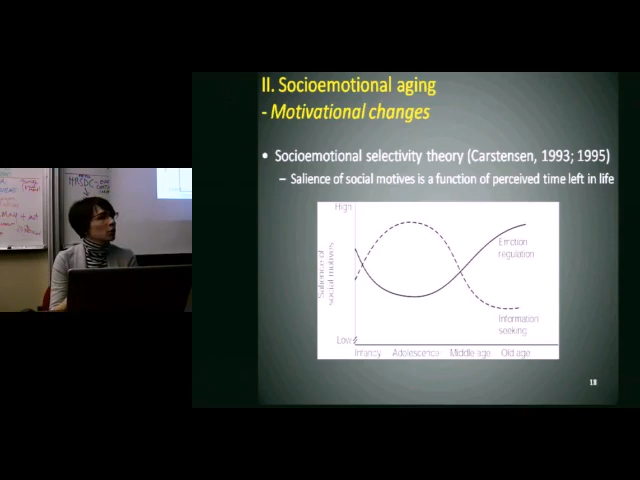 II. Socioemotional aging
- Motivational changes
• Socioemotional selectivity theory (Carstensen, 1993; 1995)
– Salience of social motives is a function of perceived time left in life
High
Salience of
social motives
Emotion
regulation
Information
seeking
Low
Infancy Adolescence Middle age Old age
18
HRSDC